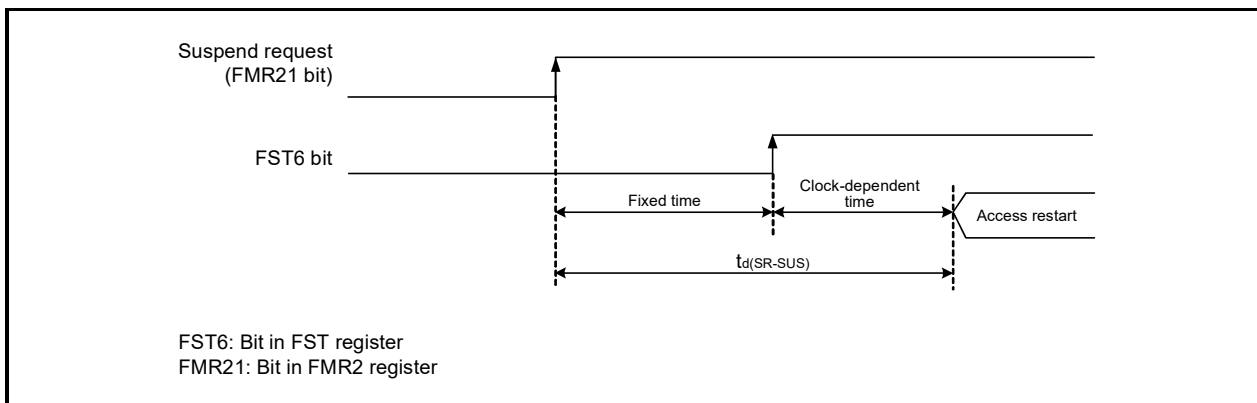 Suspend request
(FMR21 bit)
FST6 bit
Fixed time
Clock-dependent
time
Access restart
td(SR-SUS)
FST6: Bit in FST register
FMR21: Bit in FMR2 register